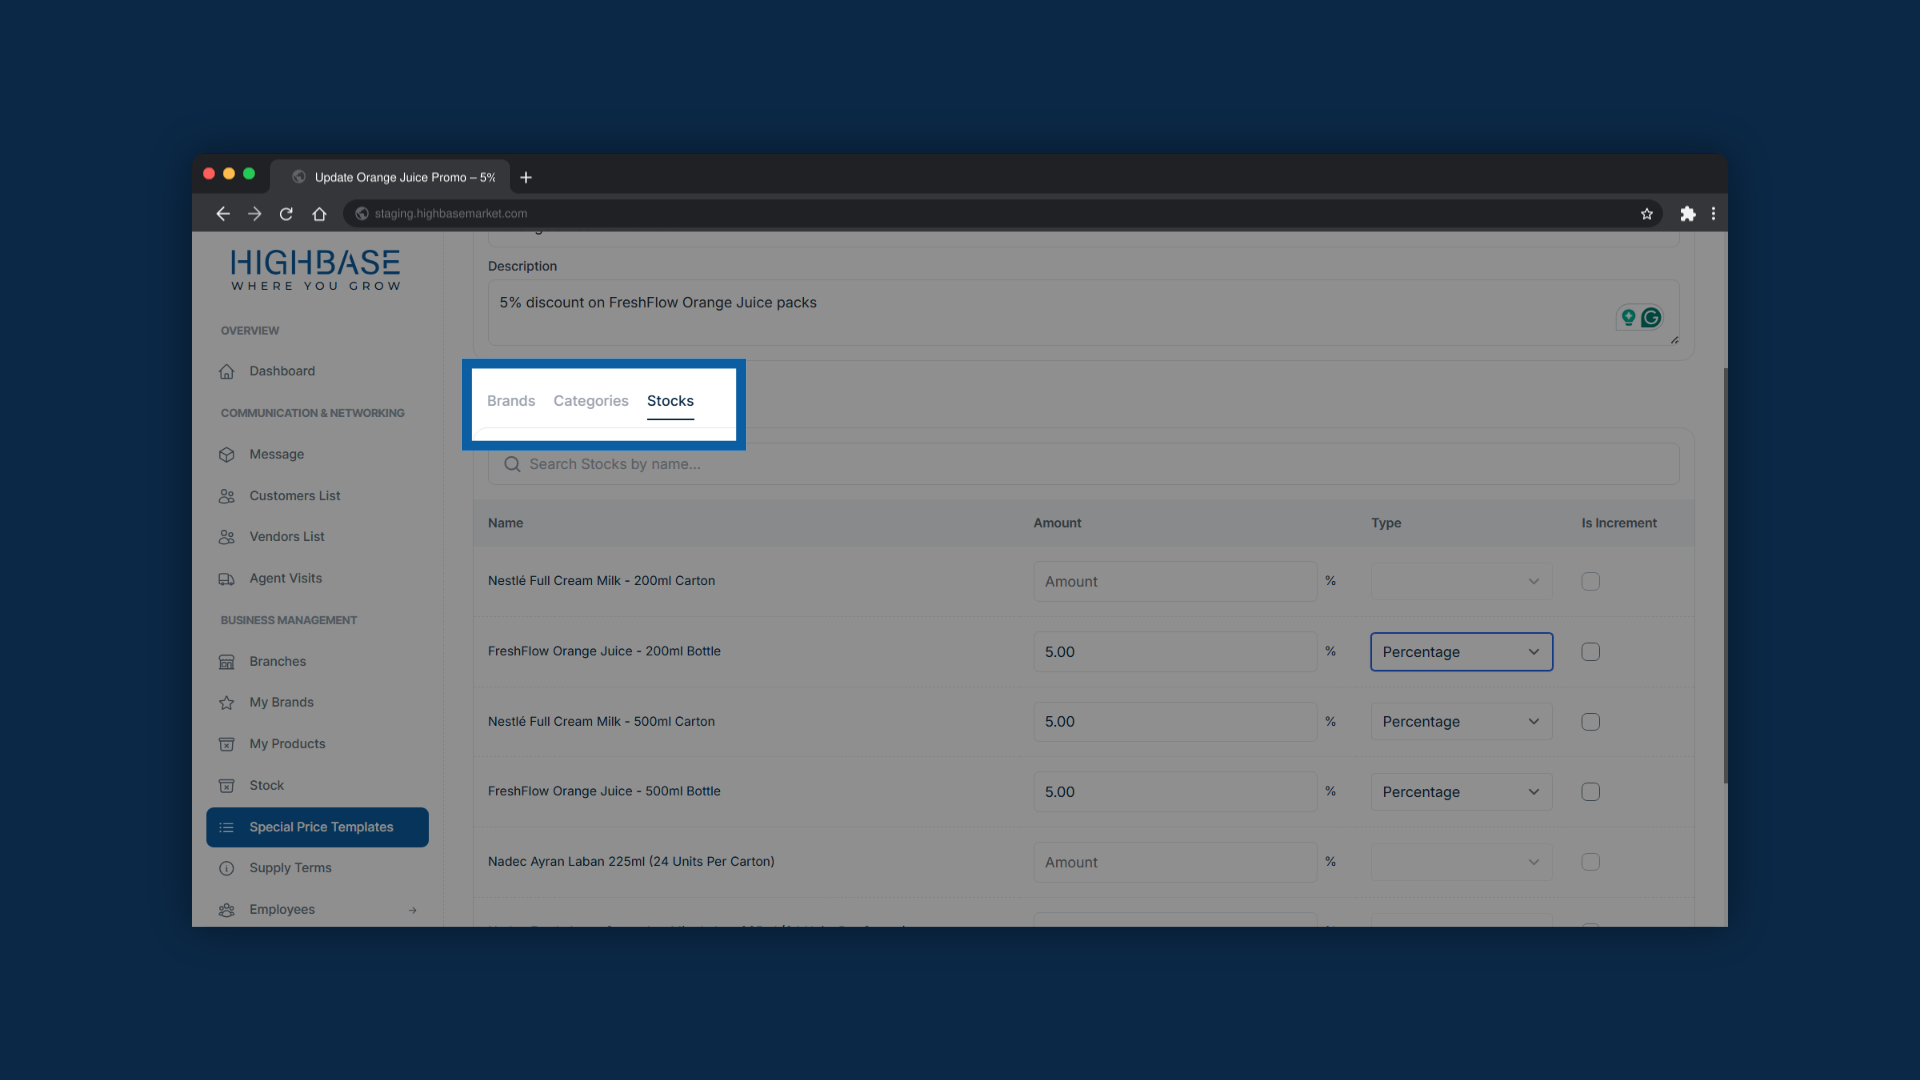 Update Orange Juice Promo – 5%
staging.highbasemarket.com
HIGHBASE
WHERE YOU GROW
OVERVIEW
Dashboard
COMMUNICATION & NETWORKING
Message
Customers List
Vendors List
Agent Visits
BUSINESS MANAGEMENT
Branches
My Brands
My Products
Stock
Special Price Templates
Supply Terms
Employees
Description
5% discount on FreshFlow Orange Juice packs
Brands Categories Stocks
Search Stocks by name...
Name Amount Type Is Increment
Nestlé Full Cream Milk - 200ml Carton Amount %
FreshFlow Orange Juice - 200ml Bottle 5.00 % Percentage
Nestlé Full Cream Milk - 500ml Carton 5.00 % Percentage
FreshFlow Orange Juice - 500ml Bottle 5.00 % Percentage
Nadec Ayran Laban 225ml (24 Units Per Carton) Amount %